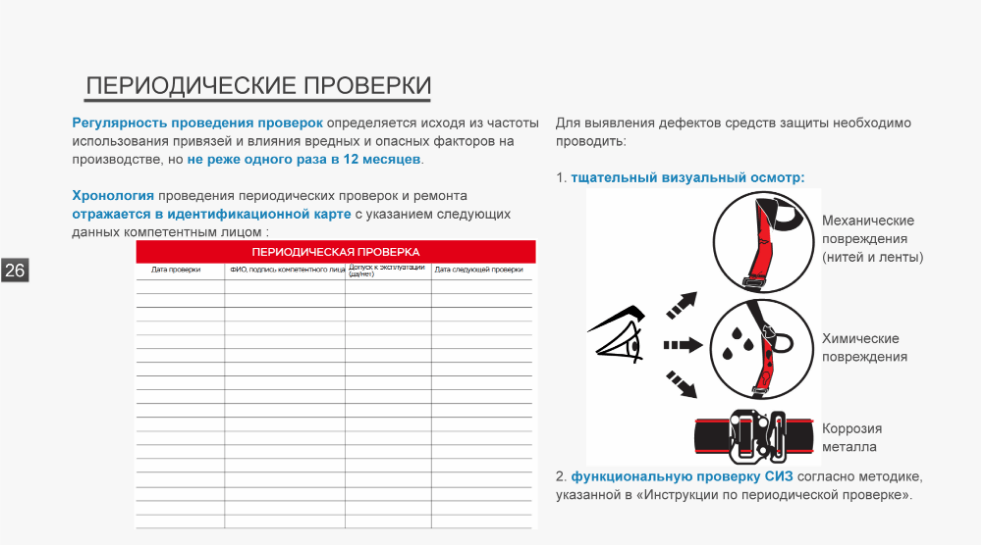 ПЕРИОДИЧЕСКИЕ ПРОВЕРКИ
Регулярность проведения проверок определяется исходя из частоты
использования привязей и влияния вредных и опасных факторов на
производстве, но не реже одного раза в 12 месяцев.
Хронология проведения периодических проверок и ремонта
отражается в идентификационной карте с указанием следующих
данных компетентным лицом :
ПЕРИОДИЧЕСКАЯ ПРОВЕРКА
Дата проверки
ФИО, подпись компетентного лица
Допуск к эксплуатации
(да/нет)
Дата следующей проверки
26
Для выявления дефектов средств защиты необходимо
проводить:
1. тщательный визуальный осмотр:
Механические
повреждения
(нитей и ленты)
Химические
повреждения
Коррозия
металла
2. функциональную проверку СИЗ согласно методике,
указанной в «Инструкции по периодической проверке».